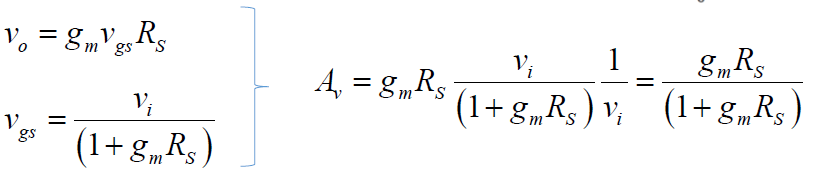 v_o = g_m v_gs R_S
v_gs = v_i / (1 + g_m R_S)
A_v = g_m R_S v_i / (1 + g_m R_S) 1 / v_i = g_m R_S / (1 + g_m R_S)